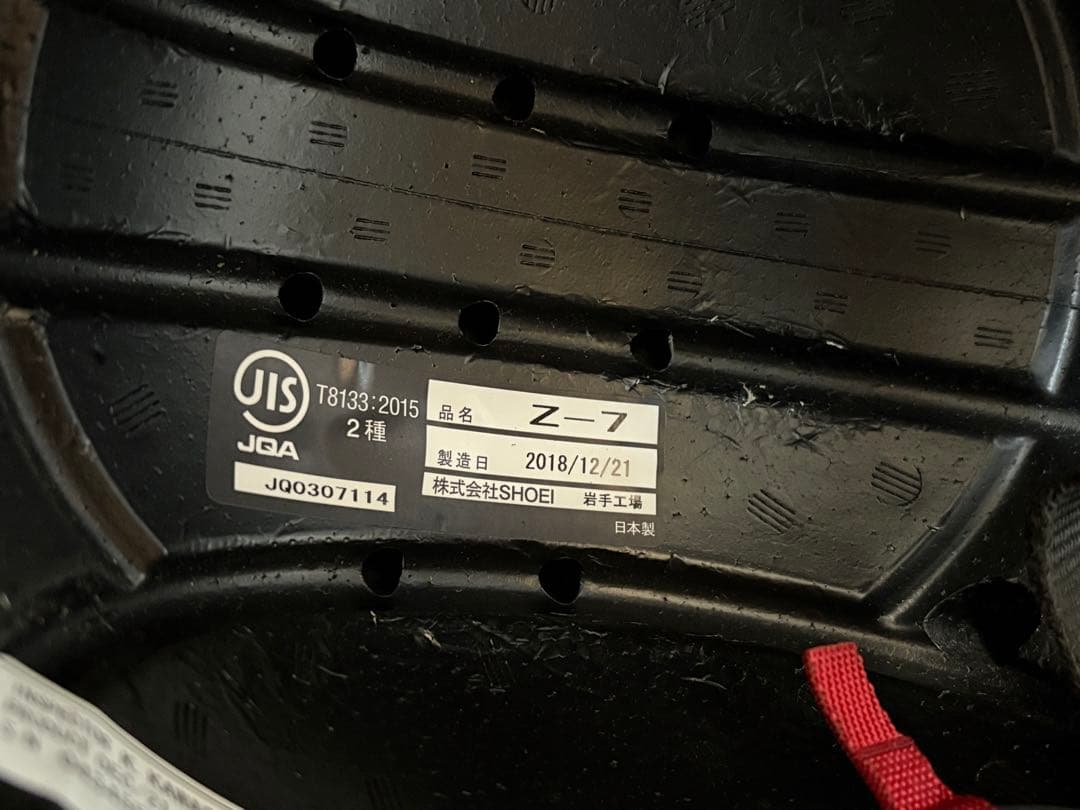 JIS
JQA
T8133:2015
2種
JQ0307114
品名 Z-7
製造日 2018/12/21
株式会社SHOEI 岩手工場
日本製